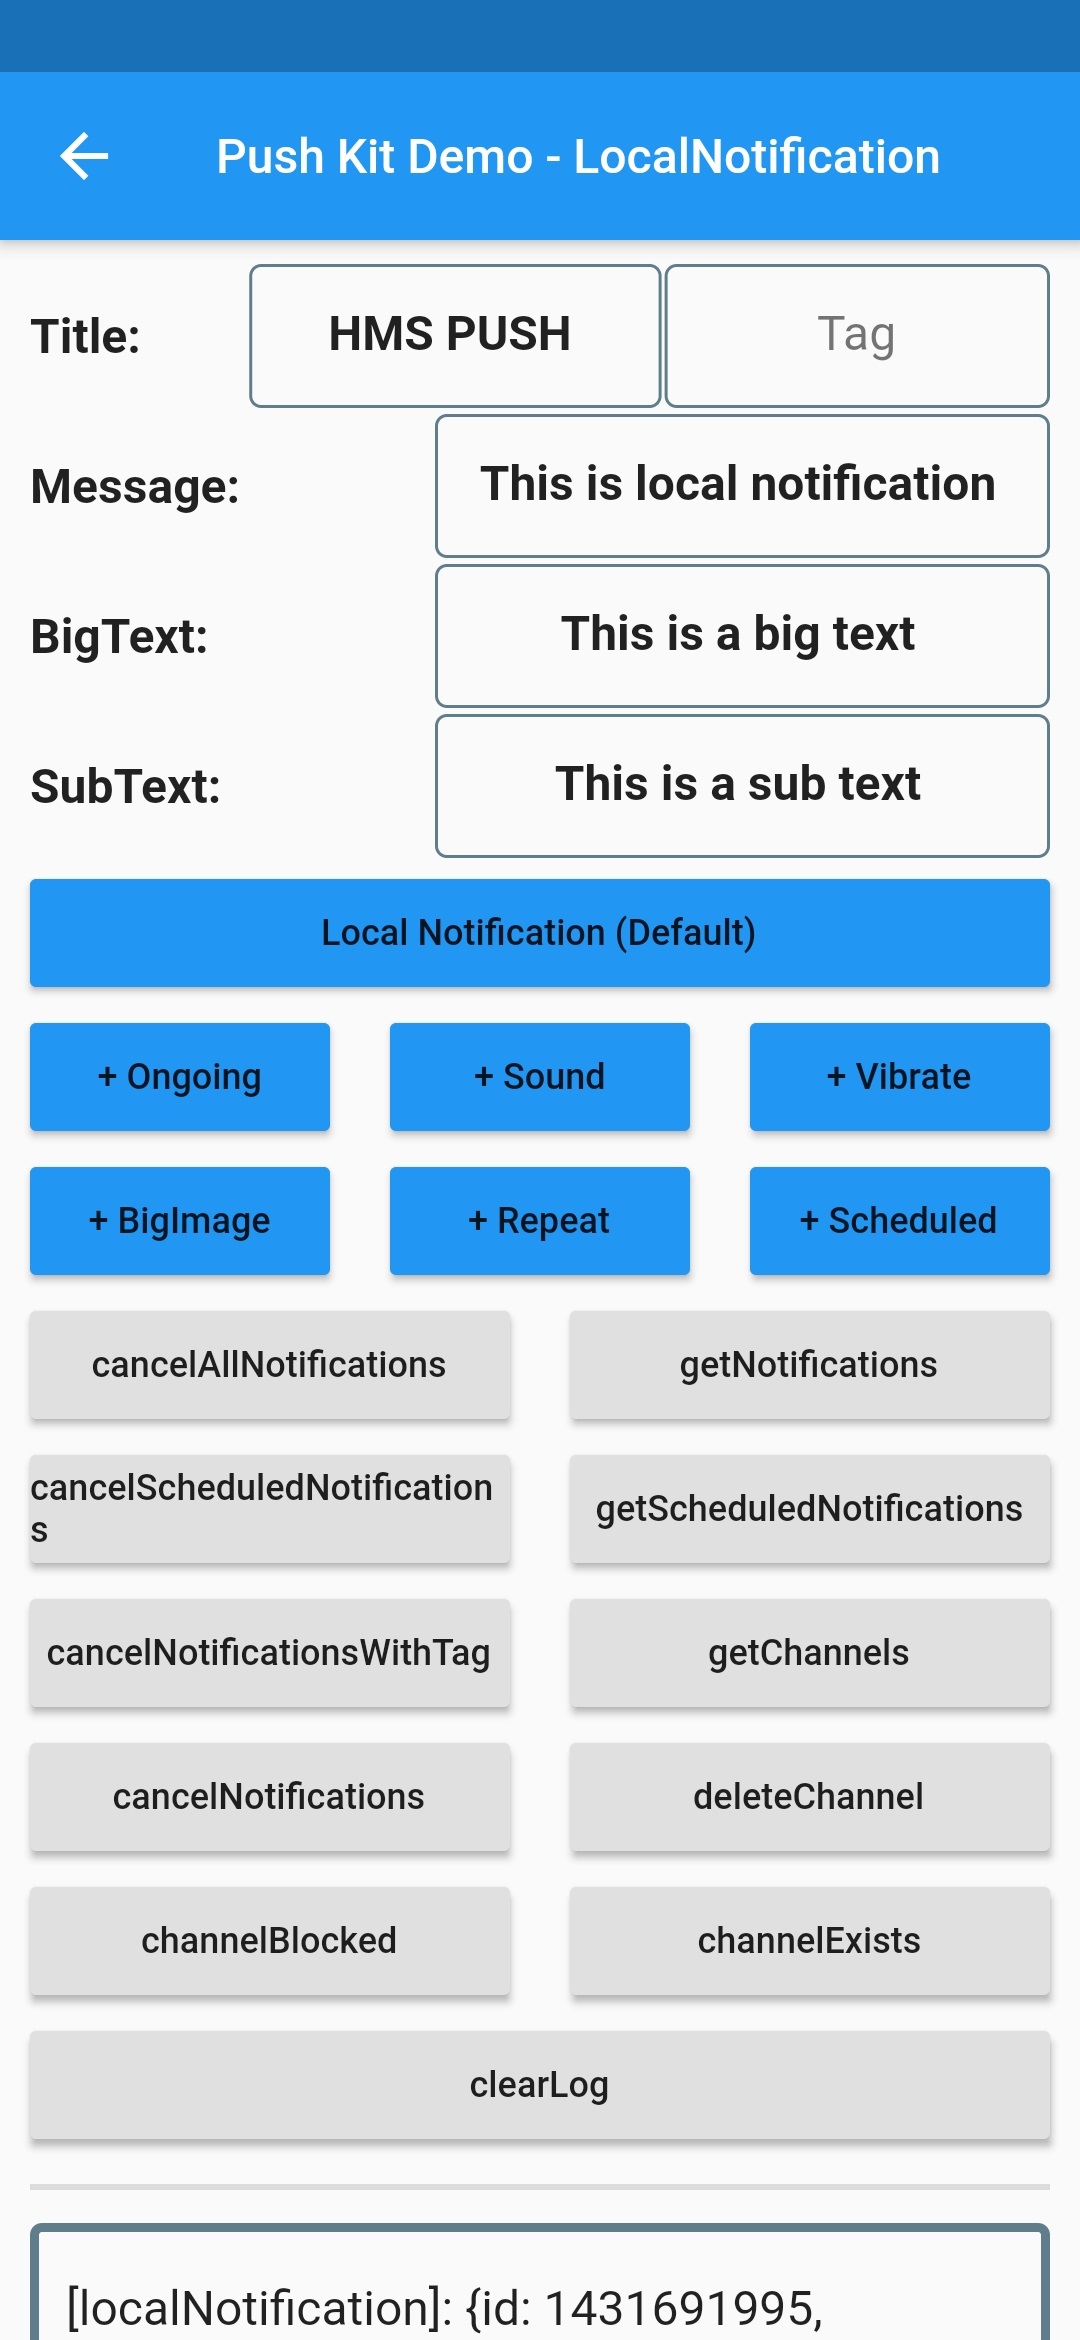 Push Kit Demo - LocalNotification
Title: HMS PUSH Tag
Message: This is local notification
BigText: This is a big text
SubText: This is a sub text
Local Notification (Default)
+ Ongoing + Sound + Vibrate
+ BigImage + Repeat + Scheduled
cancelAllNotifications getNotifications
cancelScheduledNotification
s
getScheduledNotifications
cancelNotificationsWithTag getChannels
cancelNotifications deleteChannel
channelBlocked channelExists
clearLog
[localNotification]: {id: 1431691995,